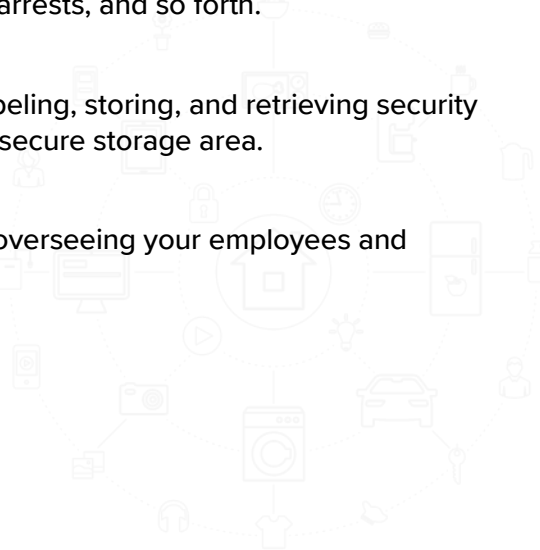 arrests, and so forth.
beling, storing, and retrieving security
secure storage area.
overseeing your employees and